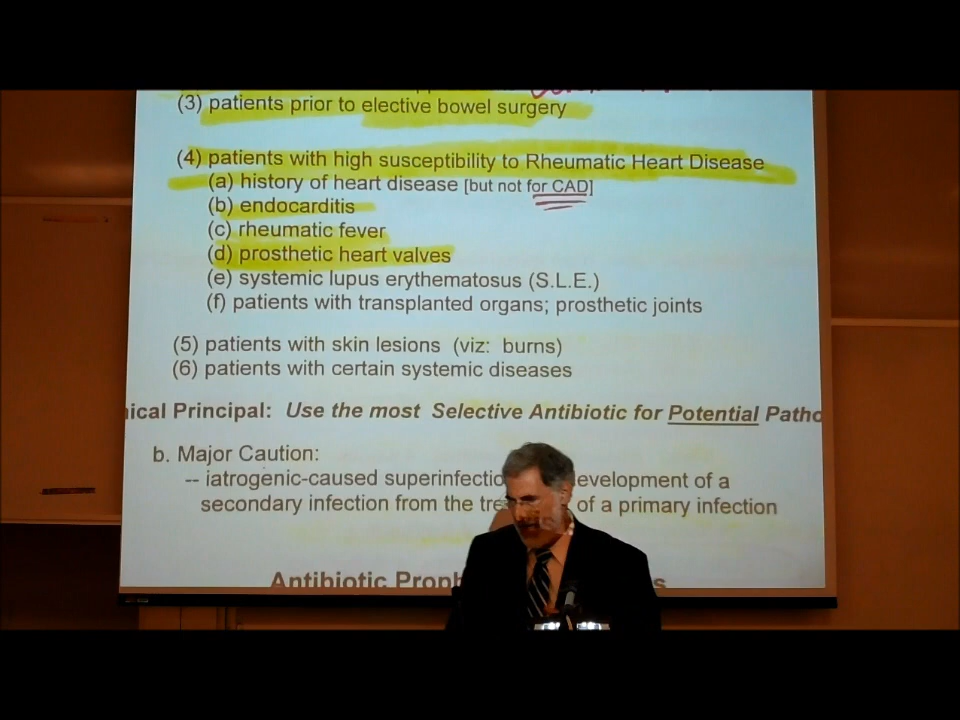 (3) patients prior to elective bowel surgery
(4) patients with high susceptibility to Rheumatic Heart Disease
(a) history of heart disease [but not for CAD]
(b) endocarditis
(c) rheumatic fever
(d) prosthetic heart valves
(e) systemic lupus erythematosus (S.L.E.)
(f) patients with transplanted organs; prosthetic joints
(5) patients with skin lesions (viz: burns)
(6) patients with certain systemic diseases
ical Principal: Use the most Selective Antibiotic for Potential Patho
b. Major Caution:
-- iatrogenic-caused superinfectio evelopment of a
secondary infection from the tre of a primary infection
Antibiotic Proph s